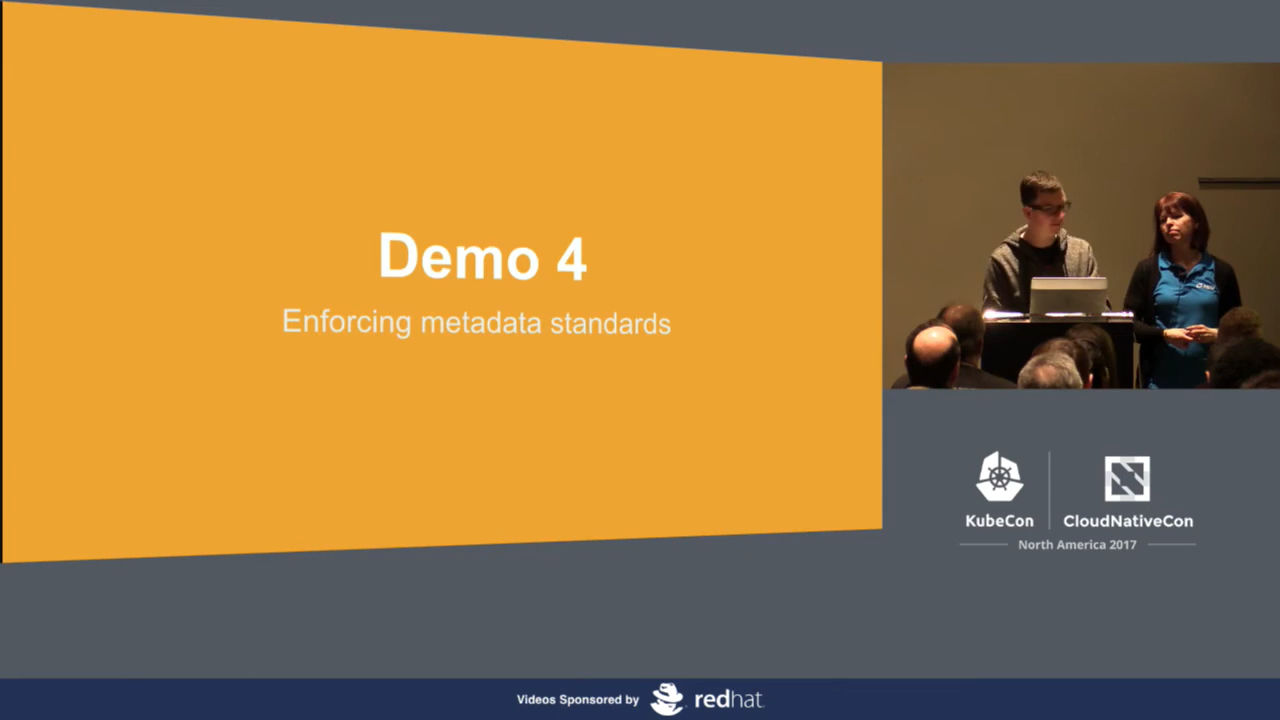 Demo 4
Enforcing metadata standards
KubeCon
CloudNativeCon
North America 2017
Videos Sponsored by
redhat